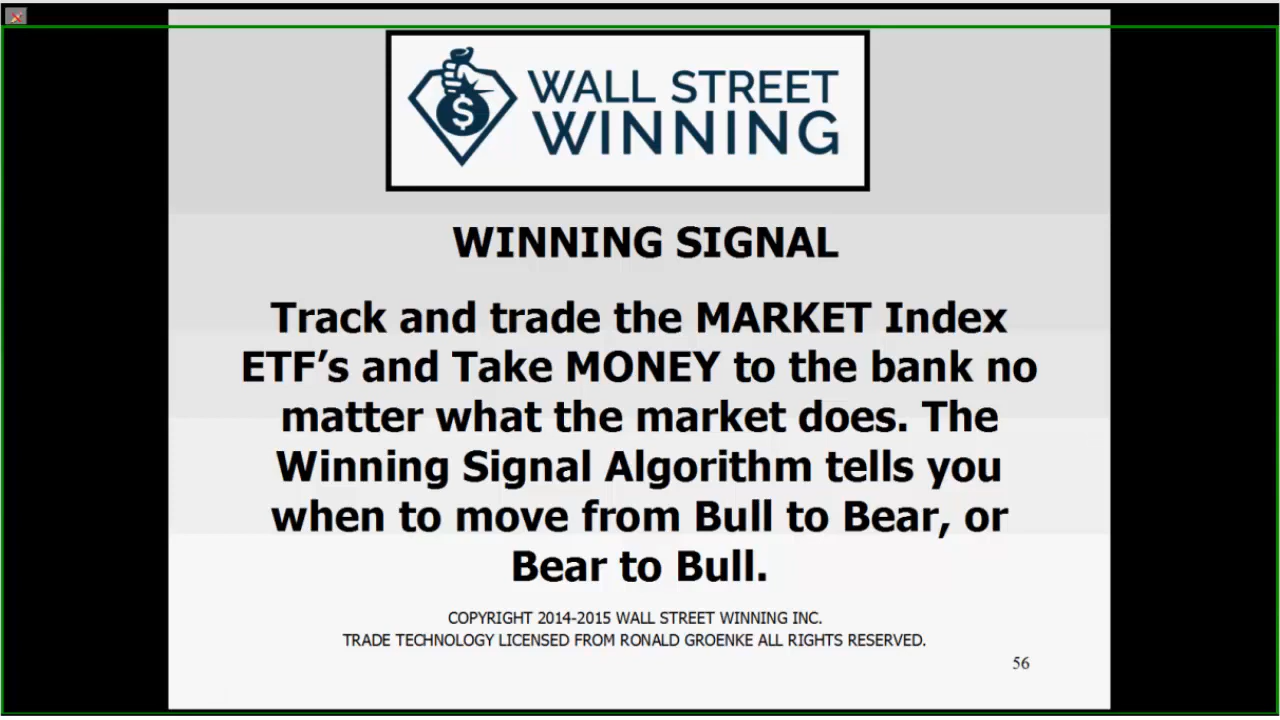 WALL STREET
WINNING
WINNING SIGNAL
Track and trade the MARKET Index
ETF’s and Take MONEY to the bank no
matter what the market does. The
Winning Signal Algorithm tells you
when to move from Bull to Bear, or
Bear to Bull.
COPYRIGHT 2014-2015 WALL STREET WINNING INC.
TRADE TECHNOLOGY LICENSED FROM RONALD GROENKE ALL RIGHTS RESERVED.
56